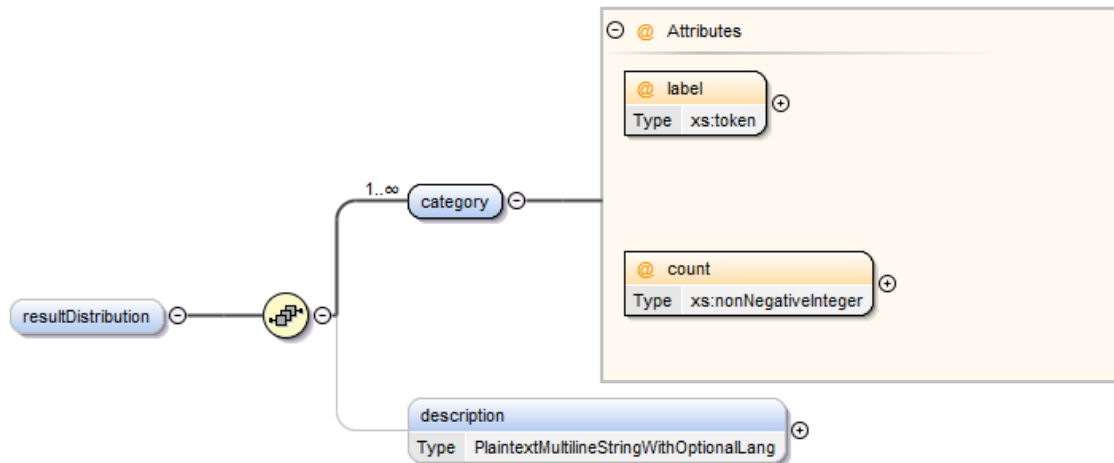 @ Attributes
@ label
Type xs:token
1..∞
category
@ count
Type xs:nonNegativeInteger
resultDistribution
description
Type PlaintextMultilineStringWithOptionalLang